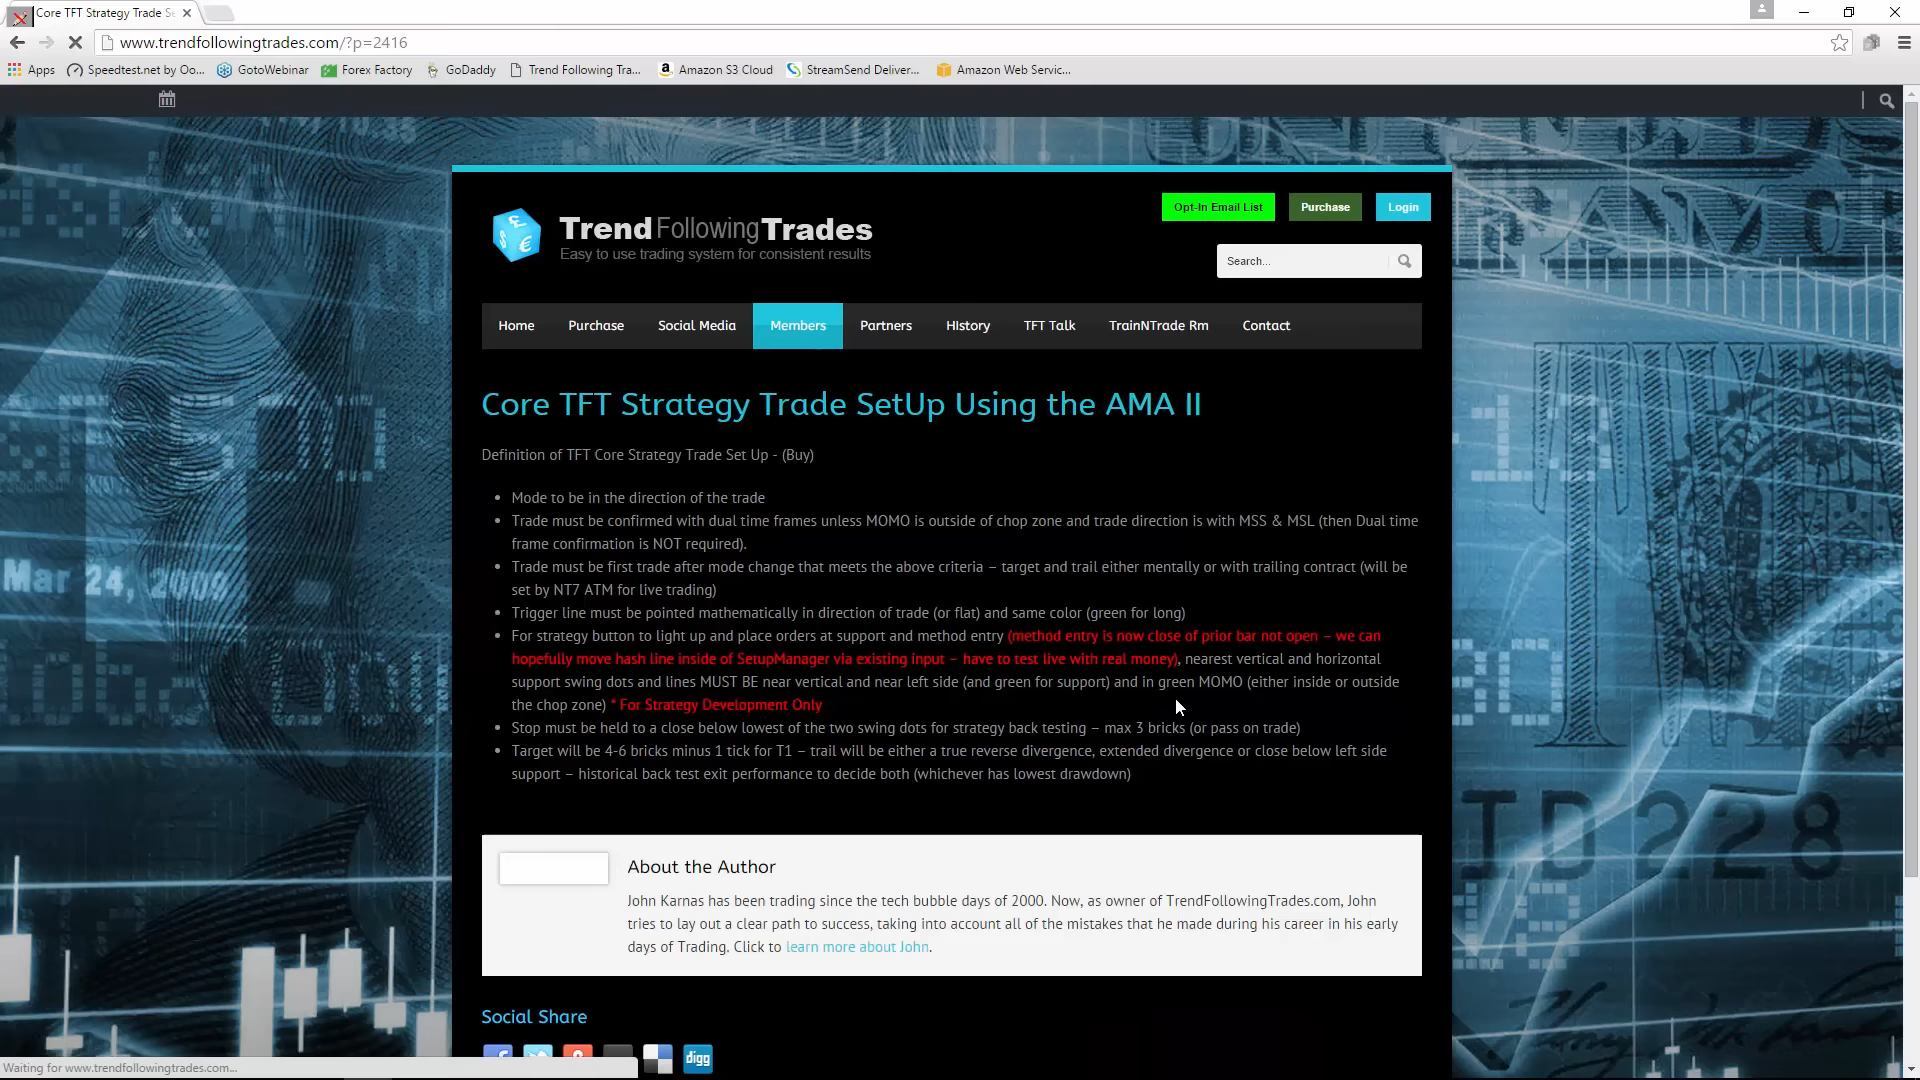 Core TFT Strategy Trade Se
www.trendfollowingtrades.com/?p=2416
Apps Speedtest.net by Oo... GotoWebinar Forex Factory GoDaddy Trend Following Tra... Amazon S3 Cloud StreamSend Deliver... Amazon Web Servic...
Opt-In Email List Purchase Login
Trend Following Trades
Easy to use trading system for consistent results
Search...
Home Purchase Social Media Members Partners HIstory TFT Talk TrainNTrade Rm Contact
Core TFT Strategy Trade SetUp Using the AMA II
Definition of TFT Core Strategy Trade Set Up - (Buy)
• Mode to be in the direction of the trade
• Trade must be confirmed with dual time frames unless MOMO is outside of chop zone and trade direction is with MSS & MSL (then Dual time
frame confirmation is NOT required).
• Trade must be first trade after mode change that meets the above criteria – target and trail either mentally or with trailing contract (will be
set by NT7 ATM for live trading)
• Trigger line must be pointed mathematically in direction of trade (or flat) and same color (green for long)
• For strategy button to light up and place orders at support and method entry (method entry is now close of prior bar not open – we can
hopefully move hash line inside of SetupManager via existing input – have to test live with real money), nearest vertical and horizontal
support swing dots and lines MUST BE near vertical and near left side (and green for support) and in green MOMO (either inside or outside
the chop zone) * For Strategy Development Only
• Stop must be held to a close below lowest of the two swing dots for strategy back testing – max 3 bricks (or pass on trade)
• Target will be 4-6 bricks minus 1 tick for T1 – trail will be either a true reverse divergence, extended divergence or close below left side
support – historical back test exit performance to decide both (whichever has lowest drawdown)
About the Author
John Karnas has been trading since the tech bubble days of 2000. Now, as owner of TrendFollowingTrades.com, John
tries to lay out a clear path to success, taking into account all of the mistakes that he made during his career in his early
days of Trading. Click to learn more about John.
Social Share
digg
Waiting for www.trendfollowingtrades.com...